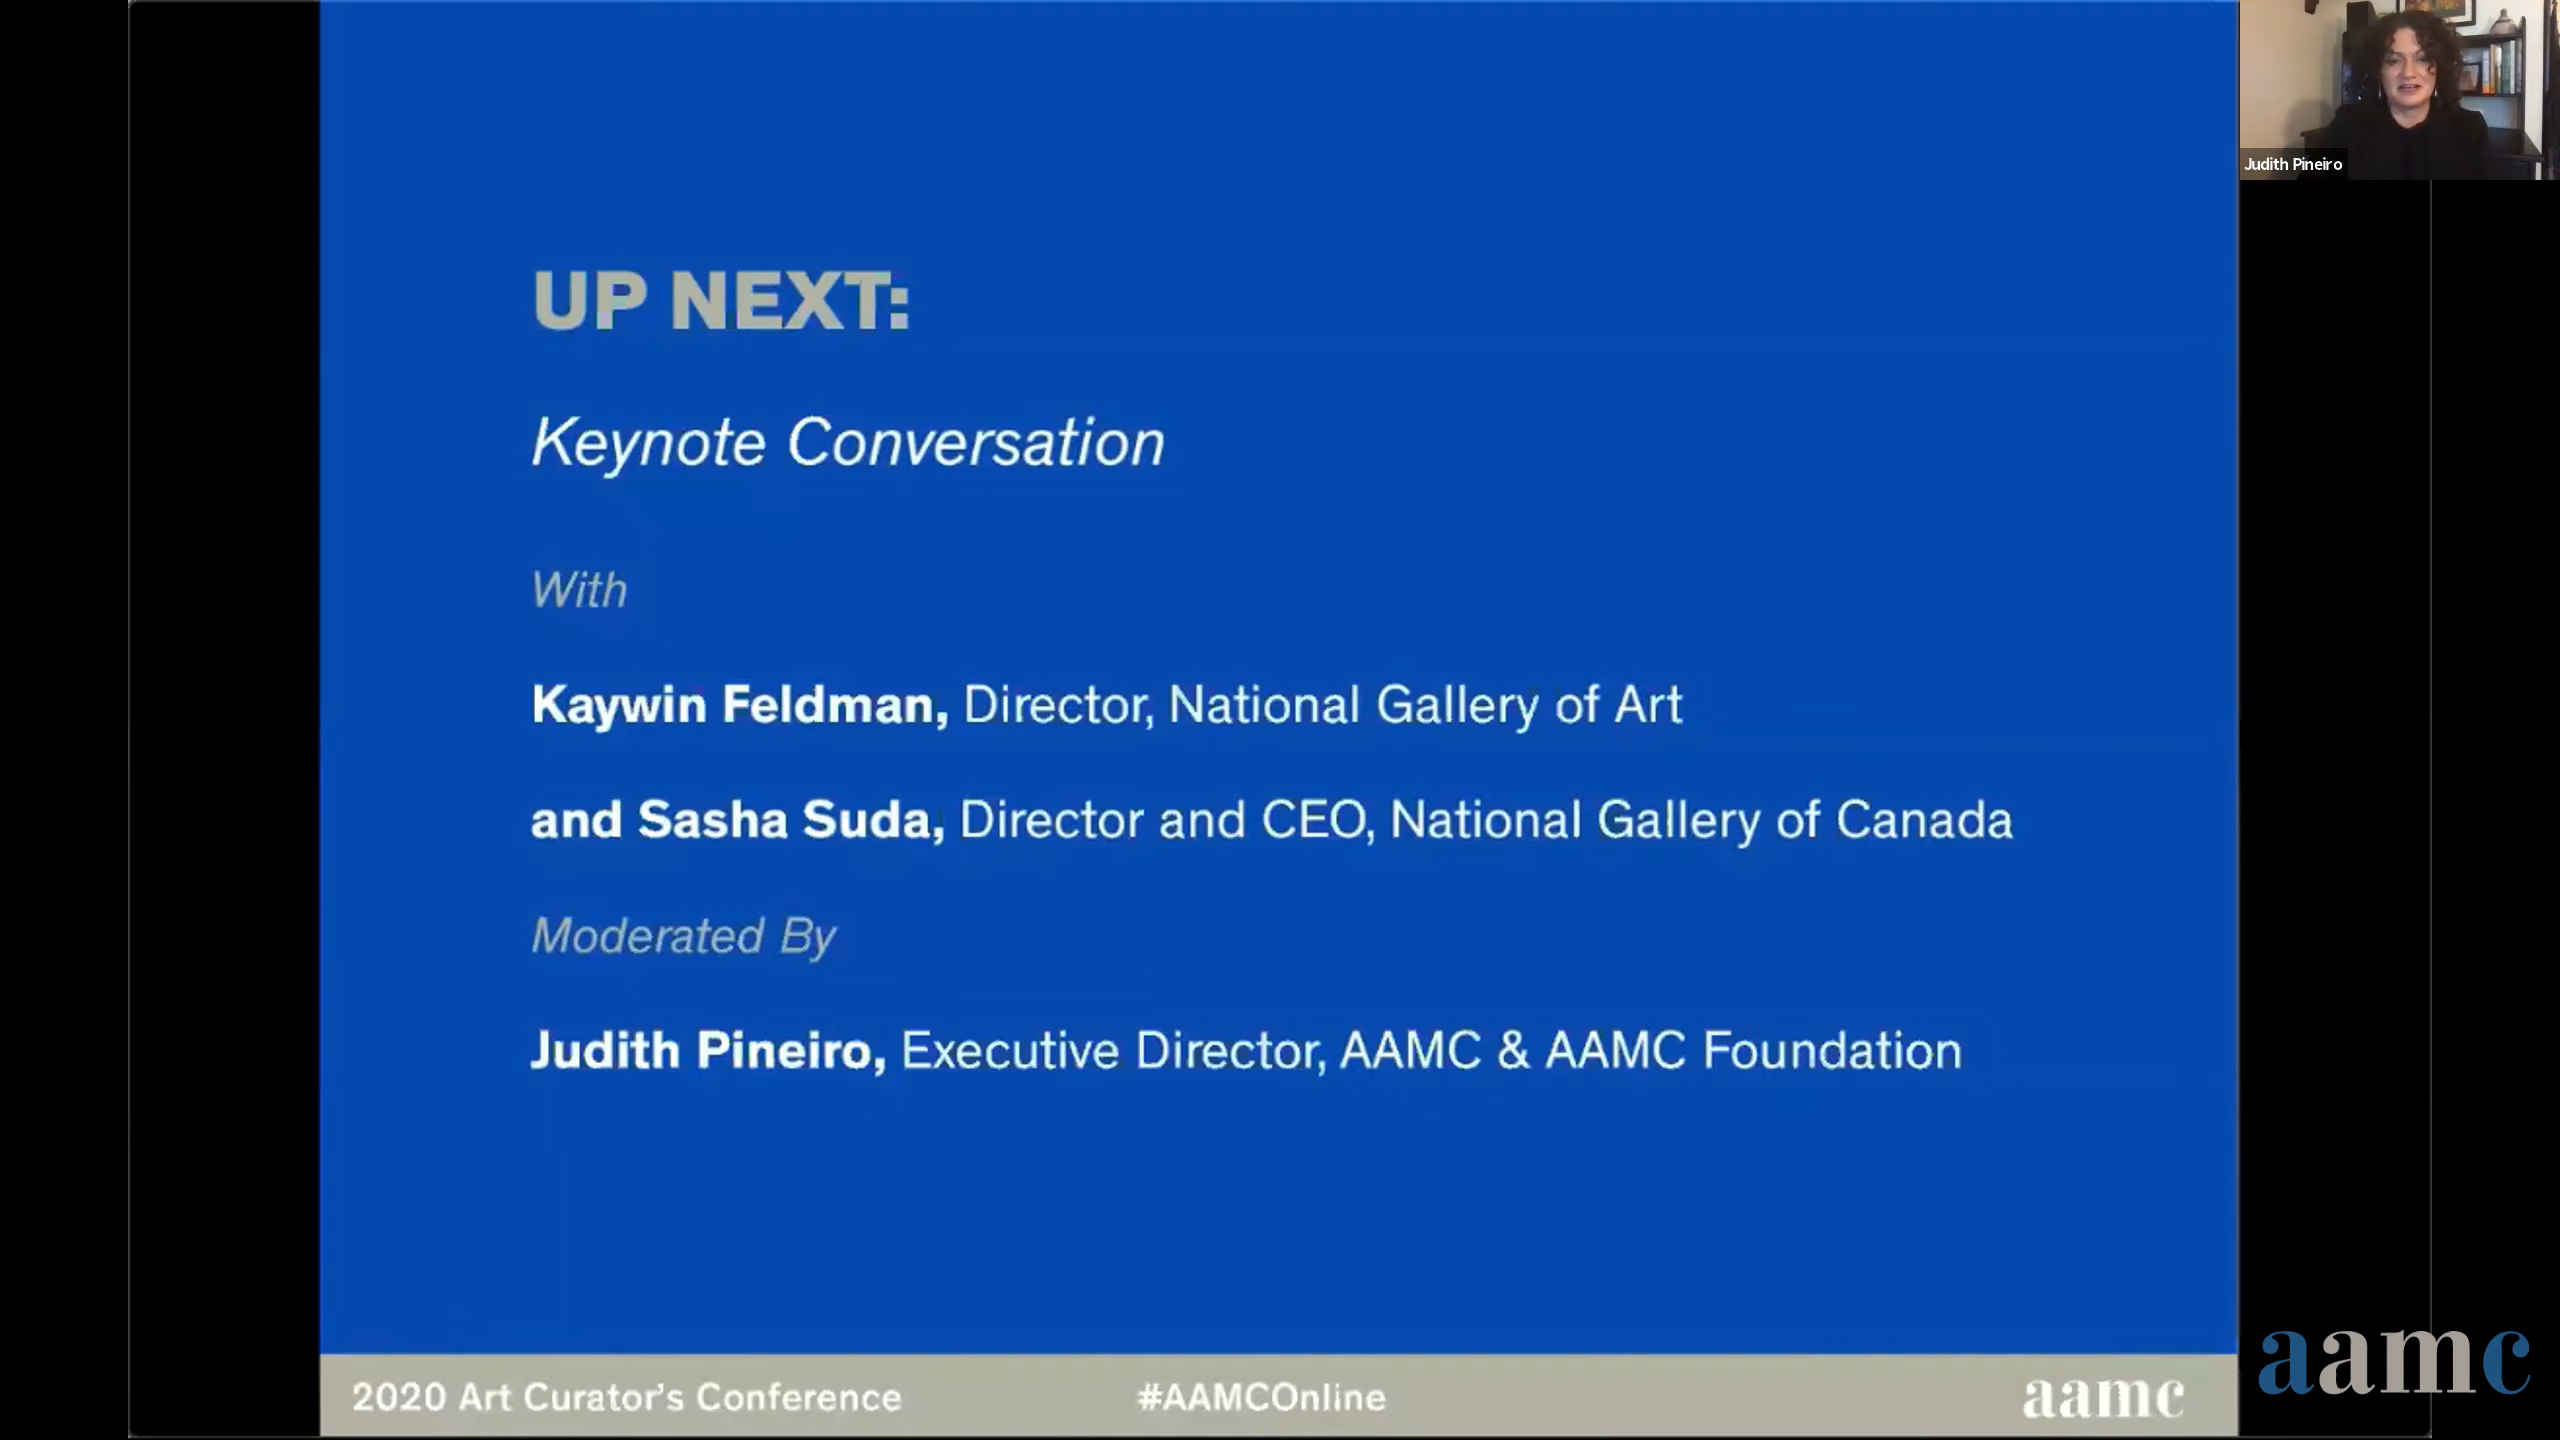 Judith Pineiro
UP NEXT:
Keynote Conversation
With
Kaywin Feldman, Director, National Gallery of Art
and Sasha Suda, Director and CEO, National Gallery of Canada
Moderated By
Judith Pineiro, Executive Director, AAMC & AAMC Foundation
2020 Art Curator’s Conference
#AAMCOnline
aamc
aamc